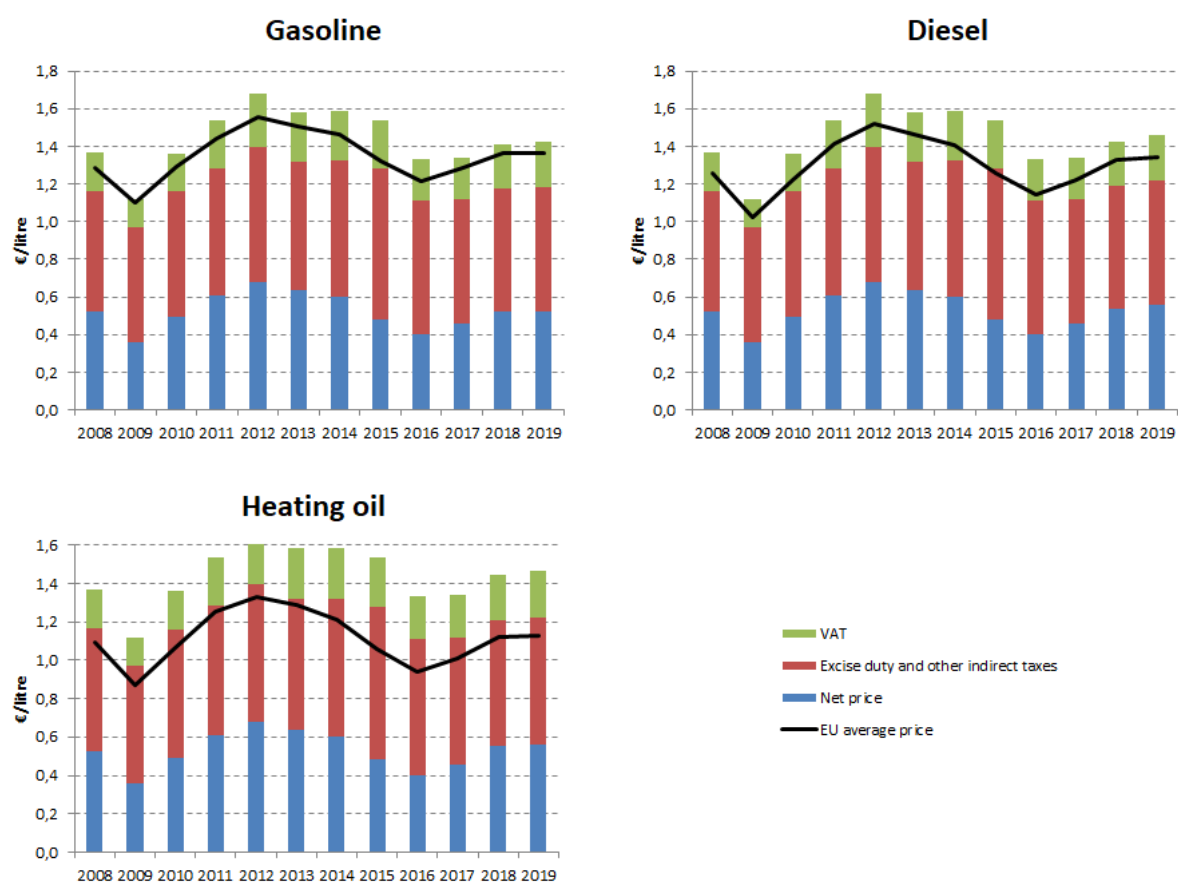 Gasoline
1,8
1,6
1,4
1,2
1,0
0,8
0,6
0,4
0,2
0,0
€/litre
2008 2009 2010 2011 2012 2013 2014 2015 2016 2017 2018 2019
Diesel
1,8
1,6
1,4
1,2
1,0
0,8
0,6
0,4
0,2
0,0
€/litre
2008 2009 2010 2011 2012 2013 2014 2015 2016 2017 2018 2019
Heating oil
1,6
1,4
1,2
1,0
0,8
0,6
0,4
0,2
0,0
€/litre
2008 2009 2010 2011 2012 2013 2014 2015 2016 2017 2018 2019
VAT
Excise duty and other indirect taxes
Net price
EU average price